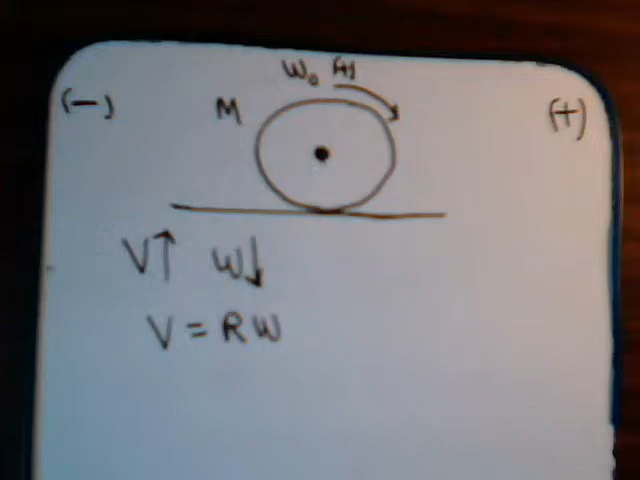 W₀
(-) M (+)
V↑ W↓
V = RW